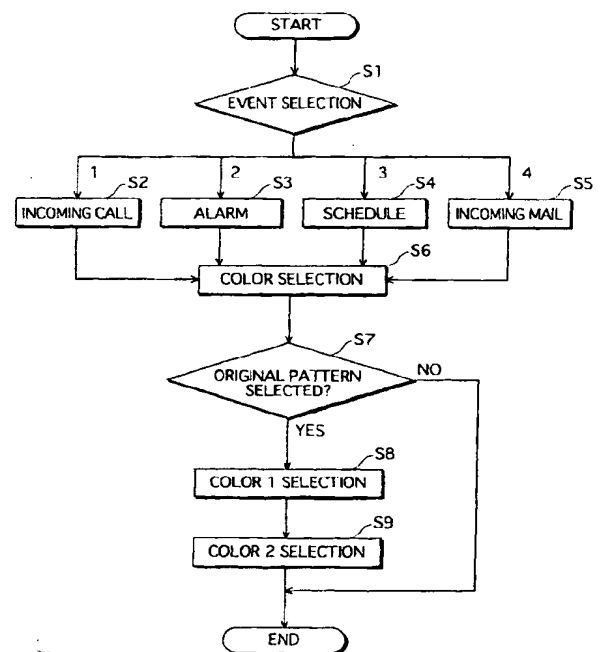 START
S1
EVENT SELECTION
1
2
3
4
S2
S3
S4
S5
INCOMING CALL
ALARM
SCHEDULE
INCOMING MAIL
S6
COLOR SELECTION
S7
ORIGINAL PATTERN
SELECTED?
NO
YES
S8
COLOR 1 SELECTION
S9
COLOR 2 SELECTION
END